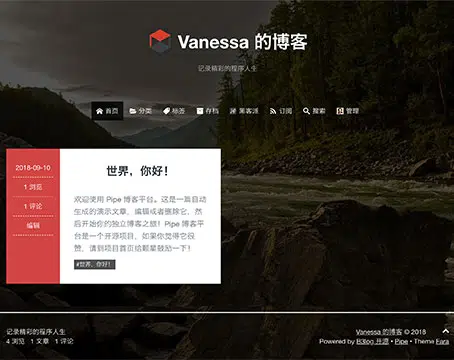 Vanessa 的博客
记录精彩的程序人生
首页 分类 标签 存档 黑客派 订阅 搜索 管理
2018-09-10
1 浏览
1 评论
编辑
世界，你好！
欢迎使用 Pipe 博客平台。这是一篇自动
生成的演示文章，编辑或者删除它，然
后开始你的独立博客之旅！Pipe 博客平
台是一个开源项目，如果你觉得它很
赞，请到项目首页给颗星鼓励一下！
#世界，你好！
记录精彩的程序人生
4 浏览 1 文章 1 评论
Vanessa 的博客 © 2018
Powered by B3log 开源 • Pipe • Theme Fara